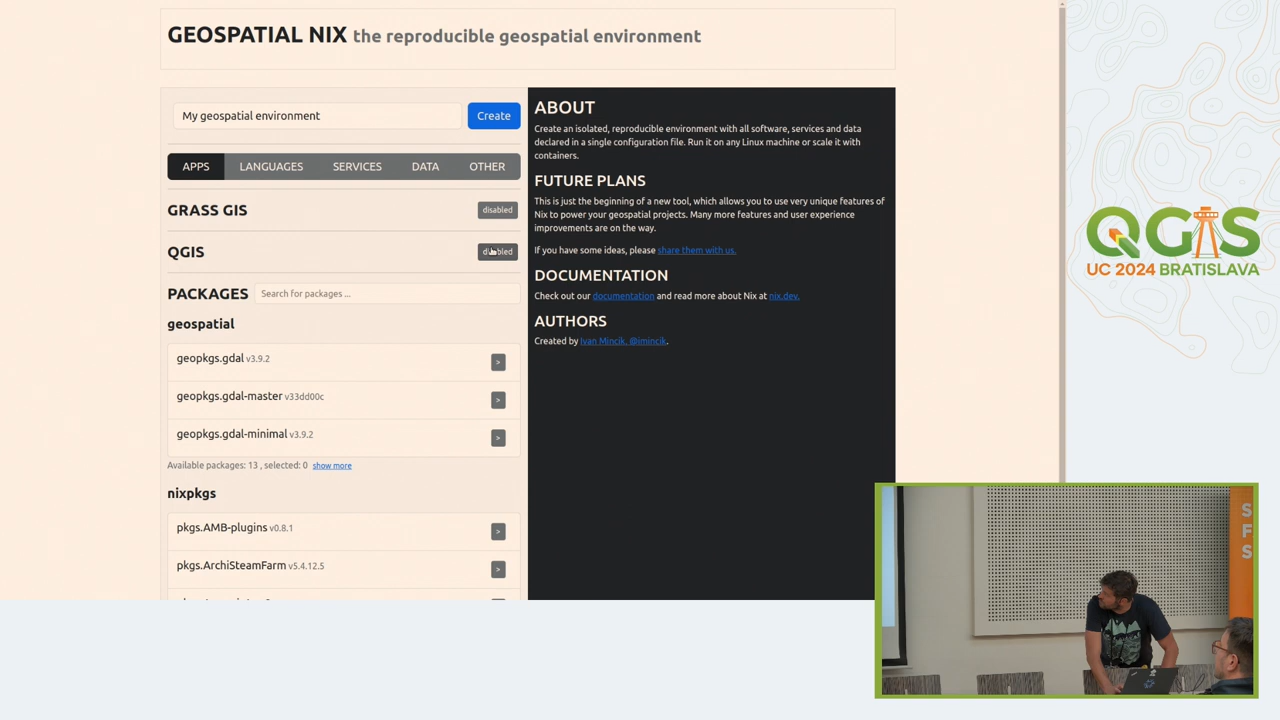 GEOSPATIAL NIX the reproducible geospatial environment
My geospatial environment
Create
APPS LANGUAGES SERVICES DATA OTHER
GRASS GIS
disabled
QGIS
PACKAGES
Search for packages ...
geospatial
geopkgs.gdal v3.9.2
>
geopkgs.gdal-master v33dd00c
>
geopkgs.gdal-minimal v3.9.2
>
Available packages: 13 , selected: 0 show more
nixpkgs
pkgs.AMB-plugins v0.8.1
>
pkgs.ArchiSteamFarm v5.4.12.5
>
ABOUT
Create an isolated, reproducible environment with all software, services and data
declared in a single configuration file. Run it on any Linux machine or scale it with
containers.
FUTURE PLANS
This is just the beginning of a new tool, which allows you to use very unique features of
Nix to power your geospatial projects. Many more features and user experience
improvements are on the way.
If you have some ideas, please share them with us.
DOCUMENTATION
Check out our documentation and read more about Nix at nix.dev.
AUTHORS
Created by Ivan Mincik, @imincik.
QGIS
UC 2024 BRATISLAVA
S
F
S